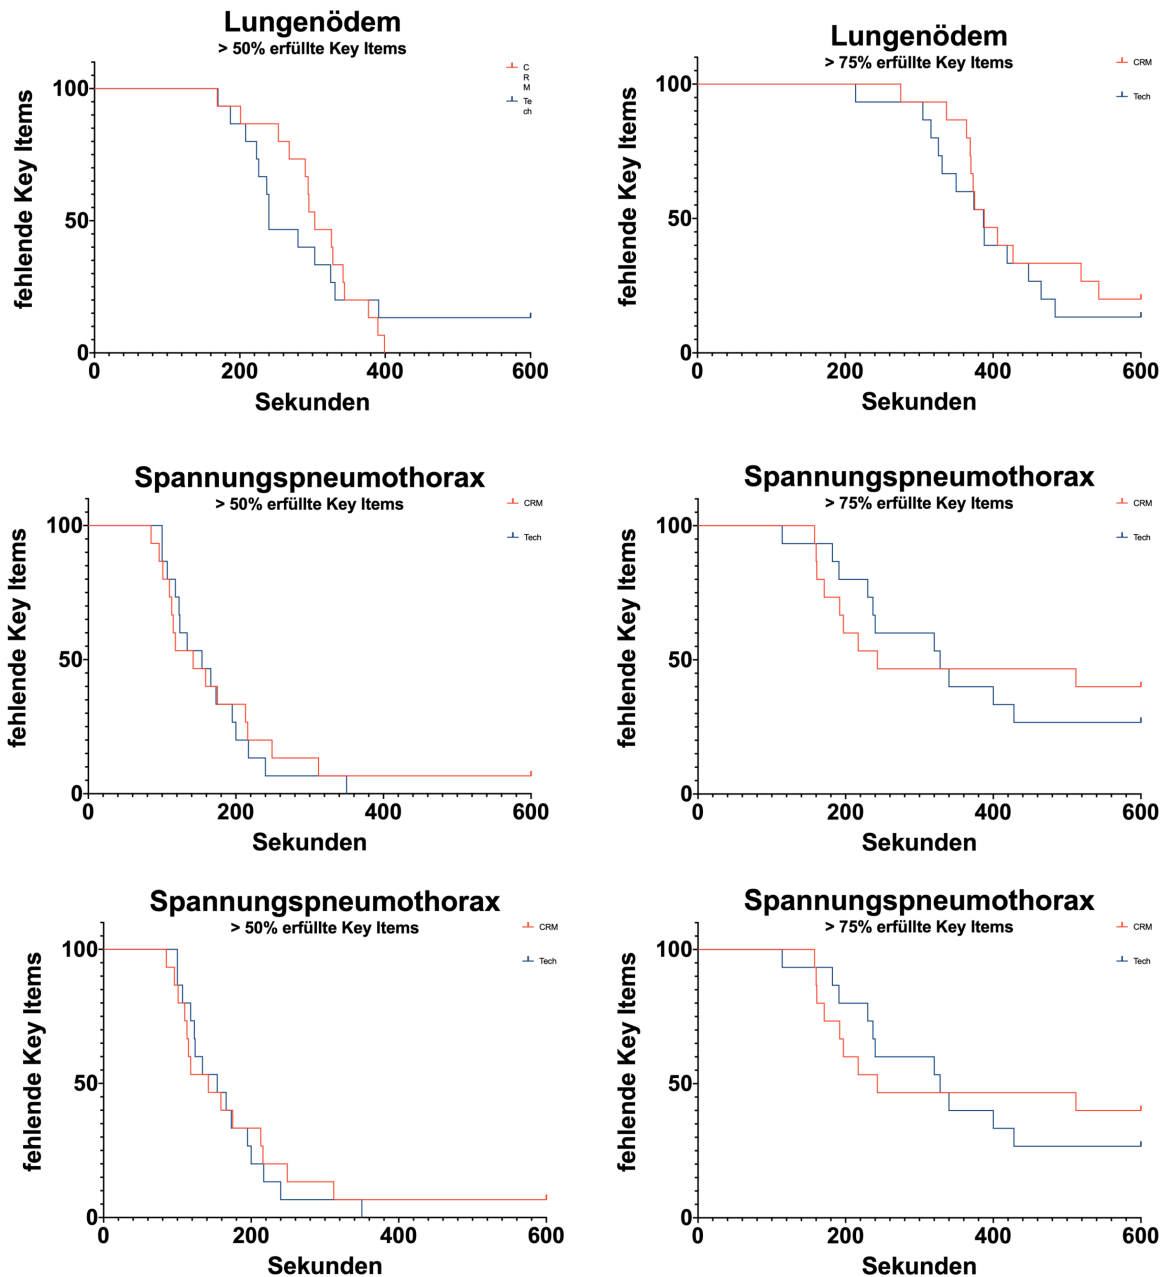 Lungenödem
> 50% erfüllte Key Items
C
R
M
Te
ch
fehlende Key Items
100
50
0
0 200 400 600
Sekunden
Lungenödem
> 75% erfüllte Key Items
CRM
Tech
fehlende Key Items
100
50
0
0 200 400 600
Sekunden
Spannungspneumothorax
> 50% erfüllte Key Items
CRM
Tech
fehlende Key Items
100
50
0
0 200 400 600
Sekunden
Spannungspneumothorax
> 75% erfüllte Key Items
CRM
Tech
fehlende Key Items
100
50
0
0 200 400 600
Sekunden
Spannungspneumothorax
> 50% erfüllte Key Items
CRM
Tech
fehlende Key Items
100
50
0
0 200 400 600
Sekunden
Spannungspneumothorax
> 75% erfüllte Key Items
CRM
Tech
fehlende Key Items
100
50
0
0 200 400 600
Sekunden